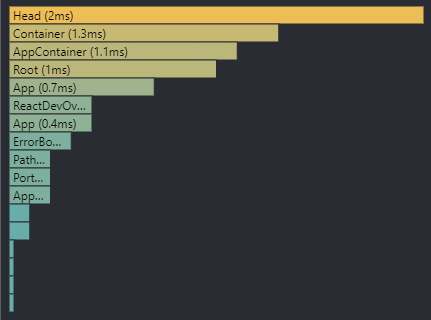 Head (2ms)
Container (1.3ms)
AppContainer (1.1ms)
Root (1ms)
App (0.7ms)
ReactDevOv...
App (0.4ms)
ErrorBo...
Path...
Port...
App...